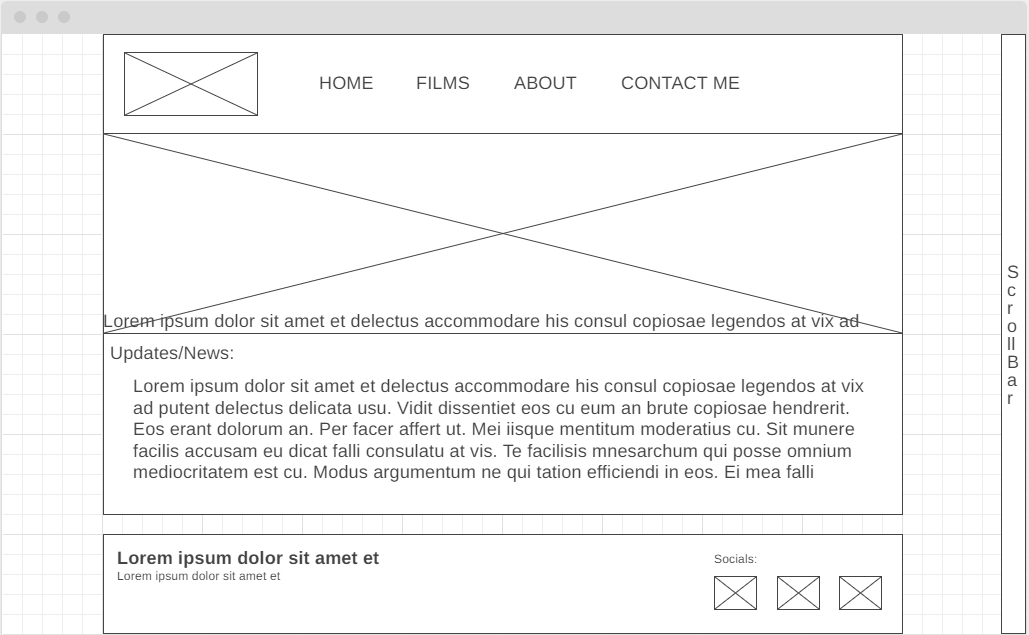 HOME FILMS ABOUT CONTACT ME
Lorem ipsum dolor sit amet et delectus accommodare his consul copiosae legendos at vix ad
Updates/News:
Lorem ipsum dolor sit amet et delectus accommodare his consul copiosae legendos at vix
ad putent delectus delicata usu. Vidit dissentiet eos cu eum an brute copiosae hendrerit.
Eos erant dolorum an. Per facer affert ut. Mei iisque mentitum moderatius cu. Sit munere
facilis accusam eu dicat falli consulatu at vis. Te facilisis mnesarchum qui posse omnium
mediocritatem est cu. Modus argumentum ne qui tation efficiendi in eos. Ei mea falli
Lorem ipsum dolor sit amet et
Lorem ipsum dolor sit amet et
Socials:
Scroll Bar